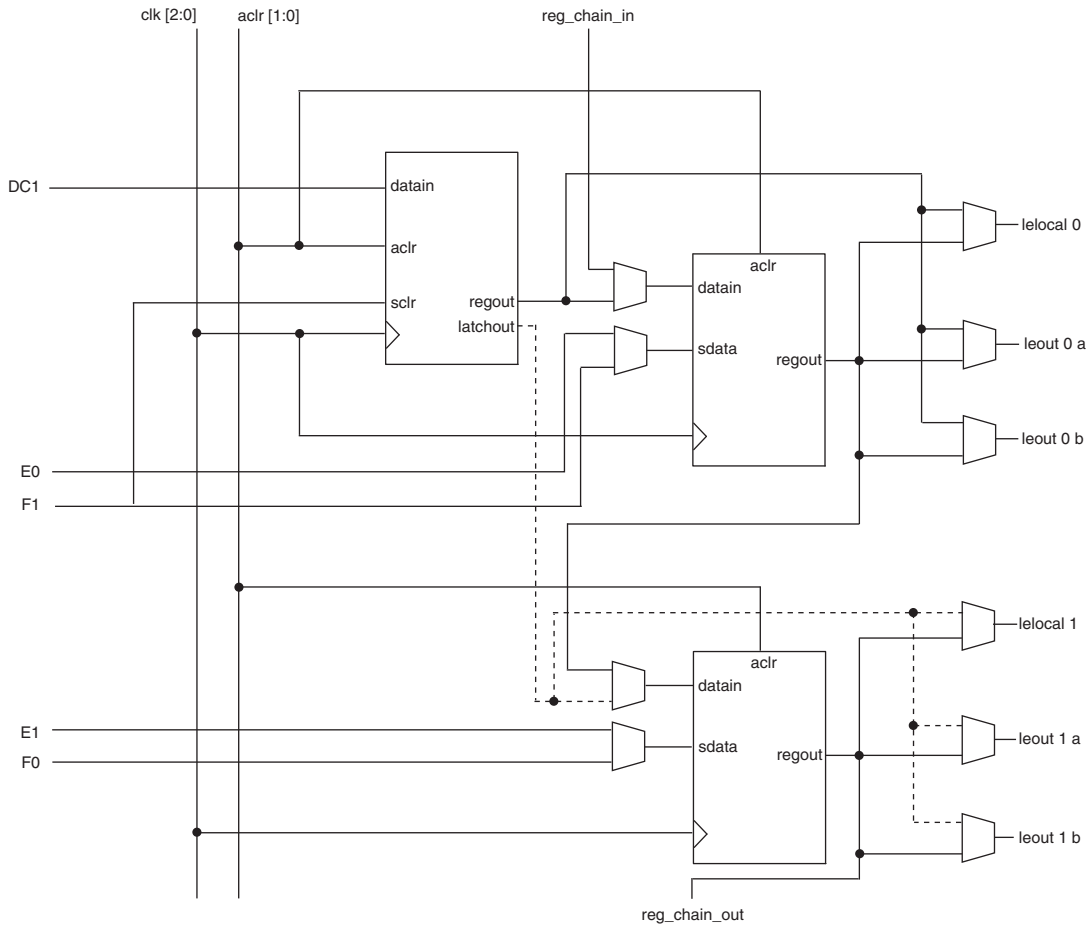 clk [2:0]
aclr [1:0]
reg_chain_in
DC1
datain
aclr
sclr
regout
latchout
aclr
datain
sdata
regout
lelocal 0
leout 0 a
leout 0 b
E0
F1
aclr
datain
sdata
regout
lelocal 1
leout 1 a
leout 1 b
E1
F0
reg_chain_out